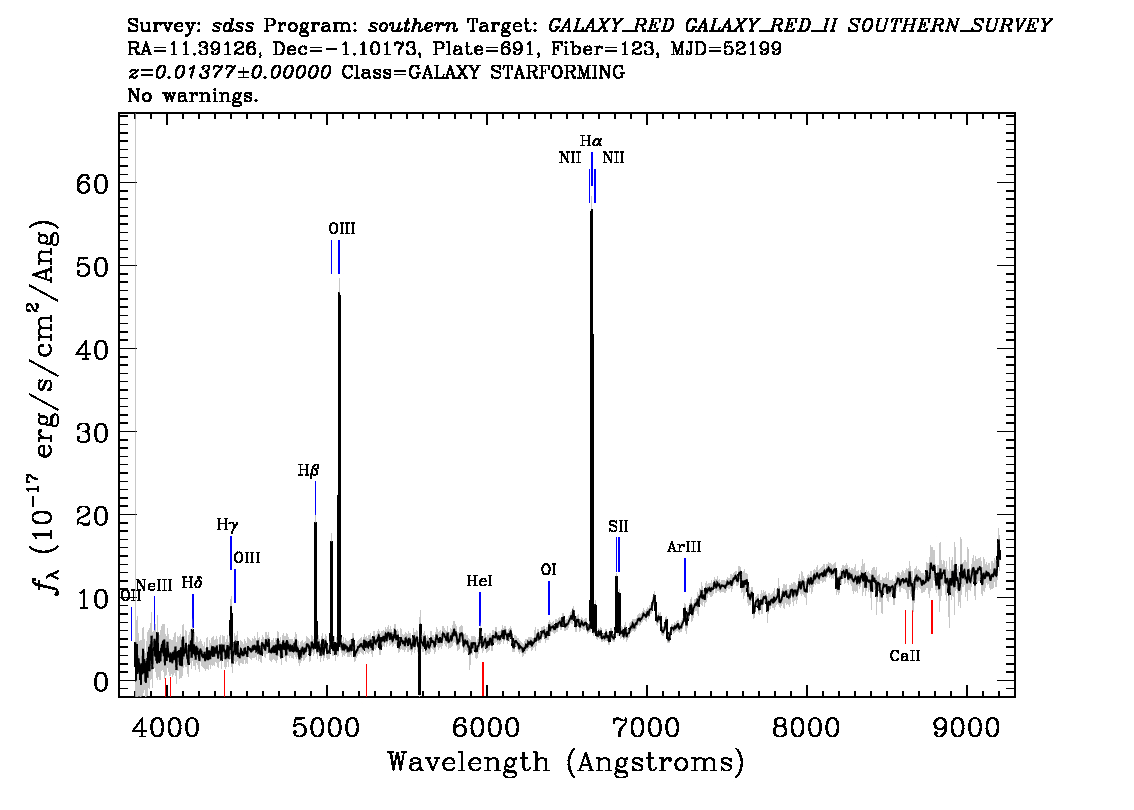 Survey: sdss Program: southern Target: GALAXY_RED GALAXY_RED_II SOUTHERN_SURVEY
RA=11.39126, Dec=-1.10173, Plate=691, Fiber=123, MJD=52199
z=0.01377±0.00000 Class=GALAXY STARFORMING
No warnings.
Hα
NII NII
OIII
Hβ
Hγ
OIII
SII
ArIII
OII NeIII Hδ
HeI
OI
CaII
60
50
40
30
20
10
0
f_λ (10^-17 erg/s/cm^2/Ang)
4000 5000 6000 7000 8000 9000
Wavelength (Angstroms)